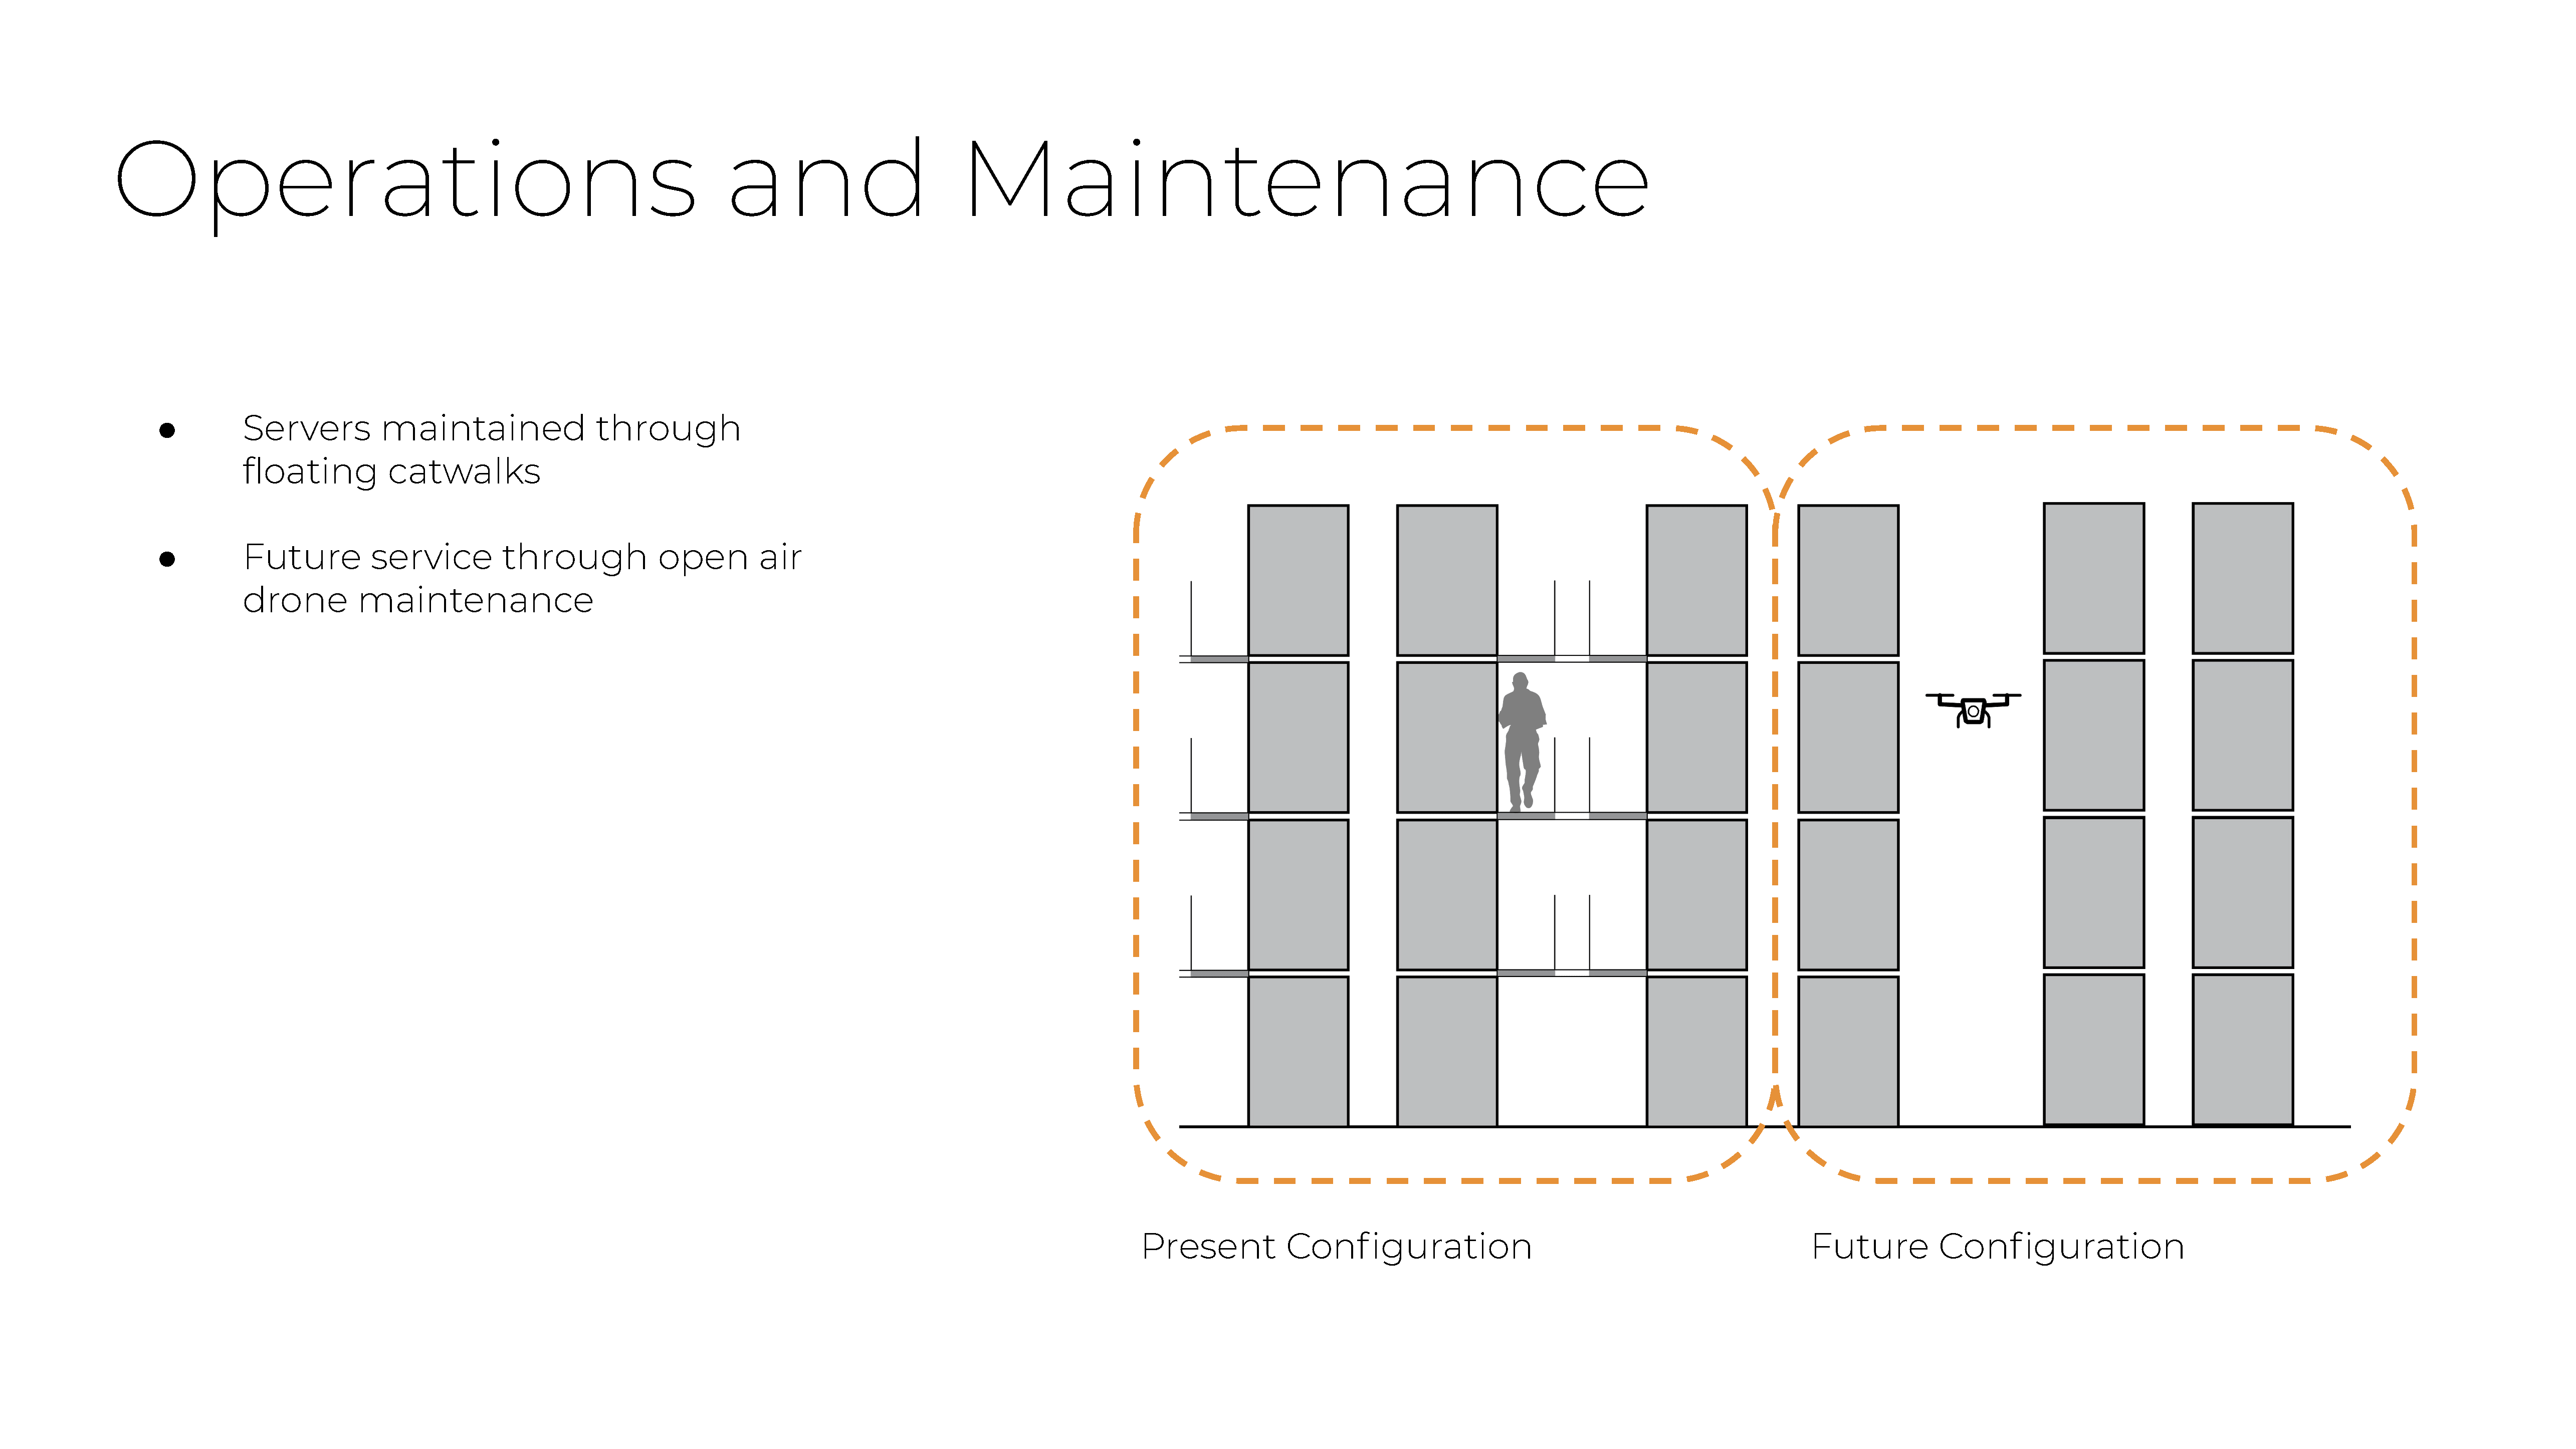 Operations and Maintenance
● Servers maintained through
floating catwalks
● Future service through open air
drone maintenance
Present Configuration
Future Configuration